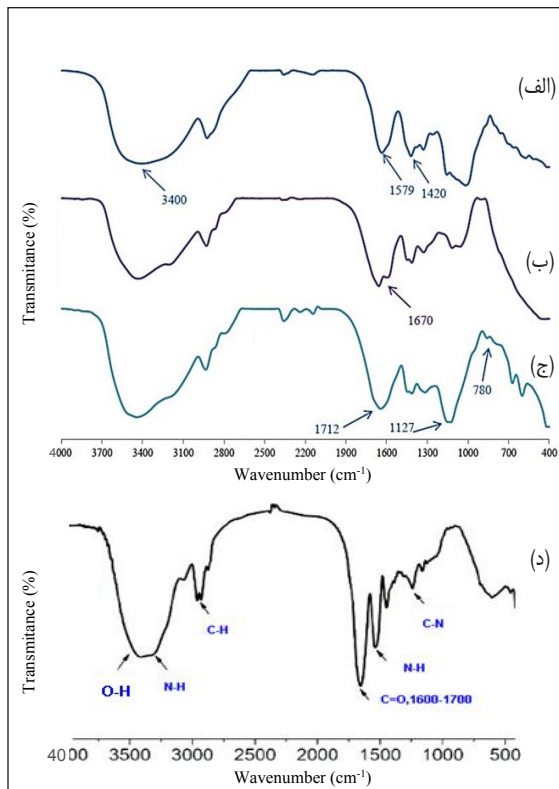 (الف)
3400
1579
1420
(ب)
1670
(ج)
1712
1127
780
Transmitance (%)
4000 3700 3400 3100 2800 2500 2200 1900 1600 1300 1000 700 400
Wavenumber (cm-1)
(د)
C-H
O-H
N-H
C-N
N-H
C=O,1600-1700
Transmitance (%)
4000 3500 3000 2500 2000 1500 1000 500
Wavenumber (cm-1)